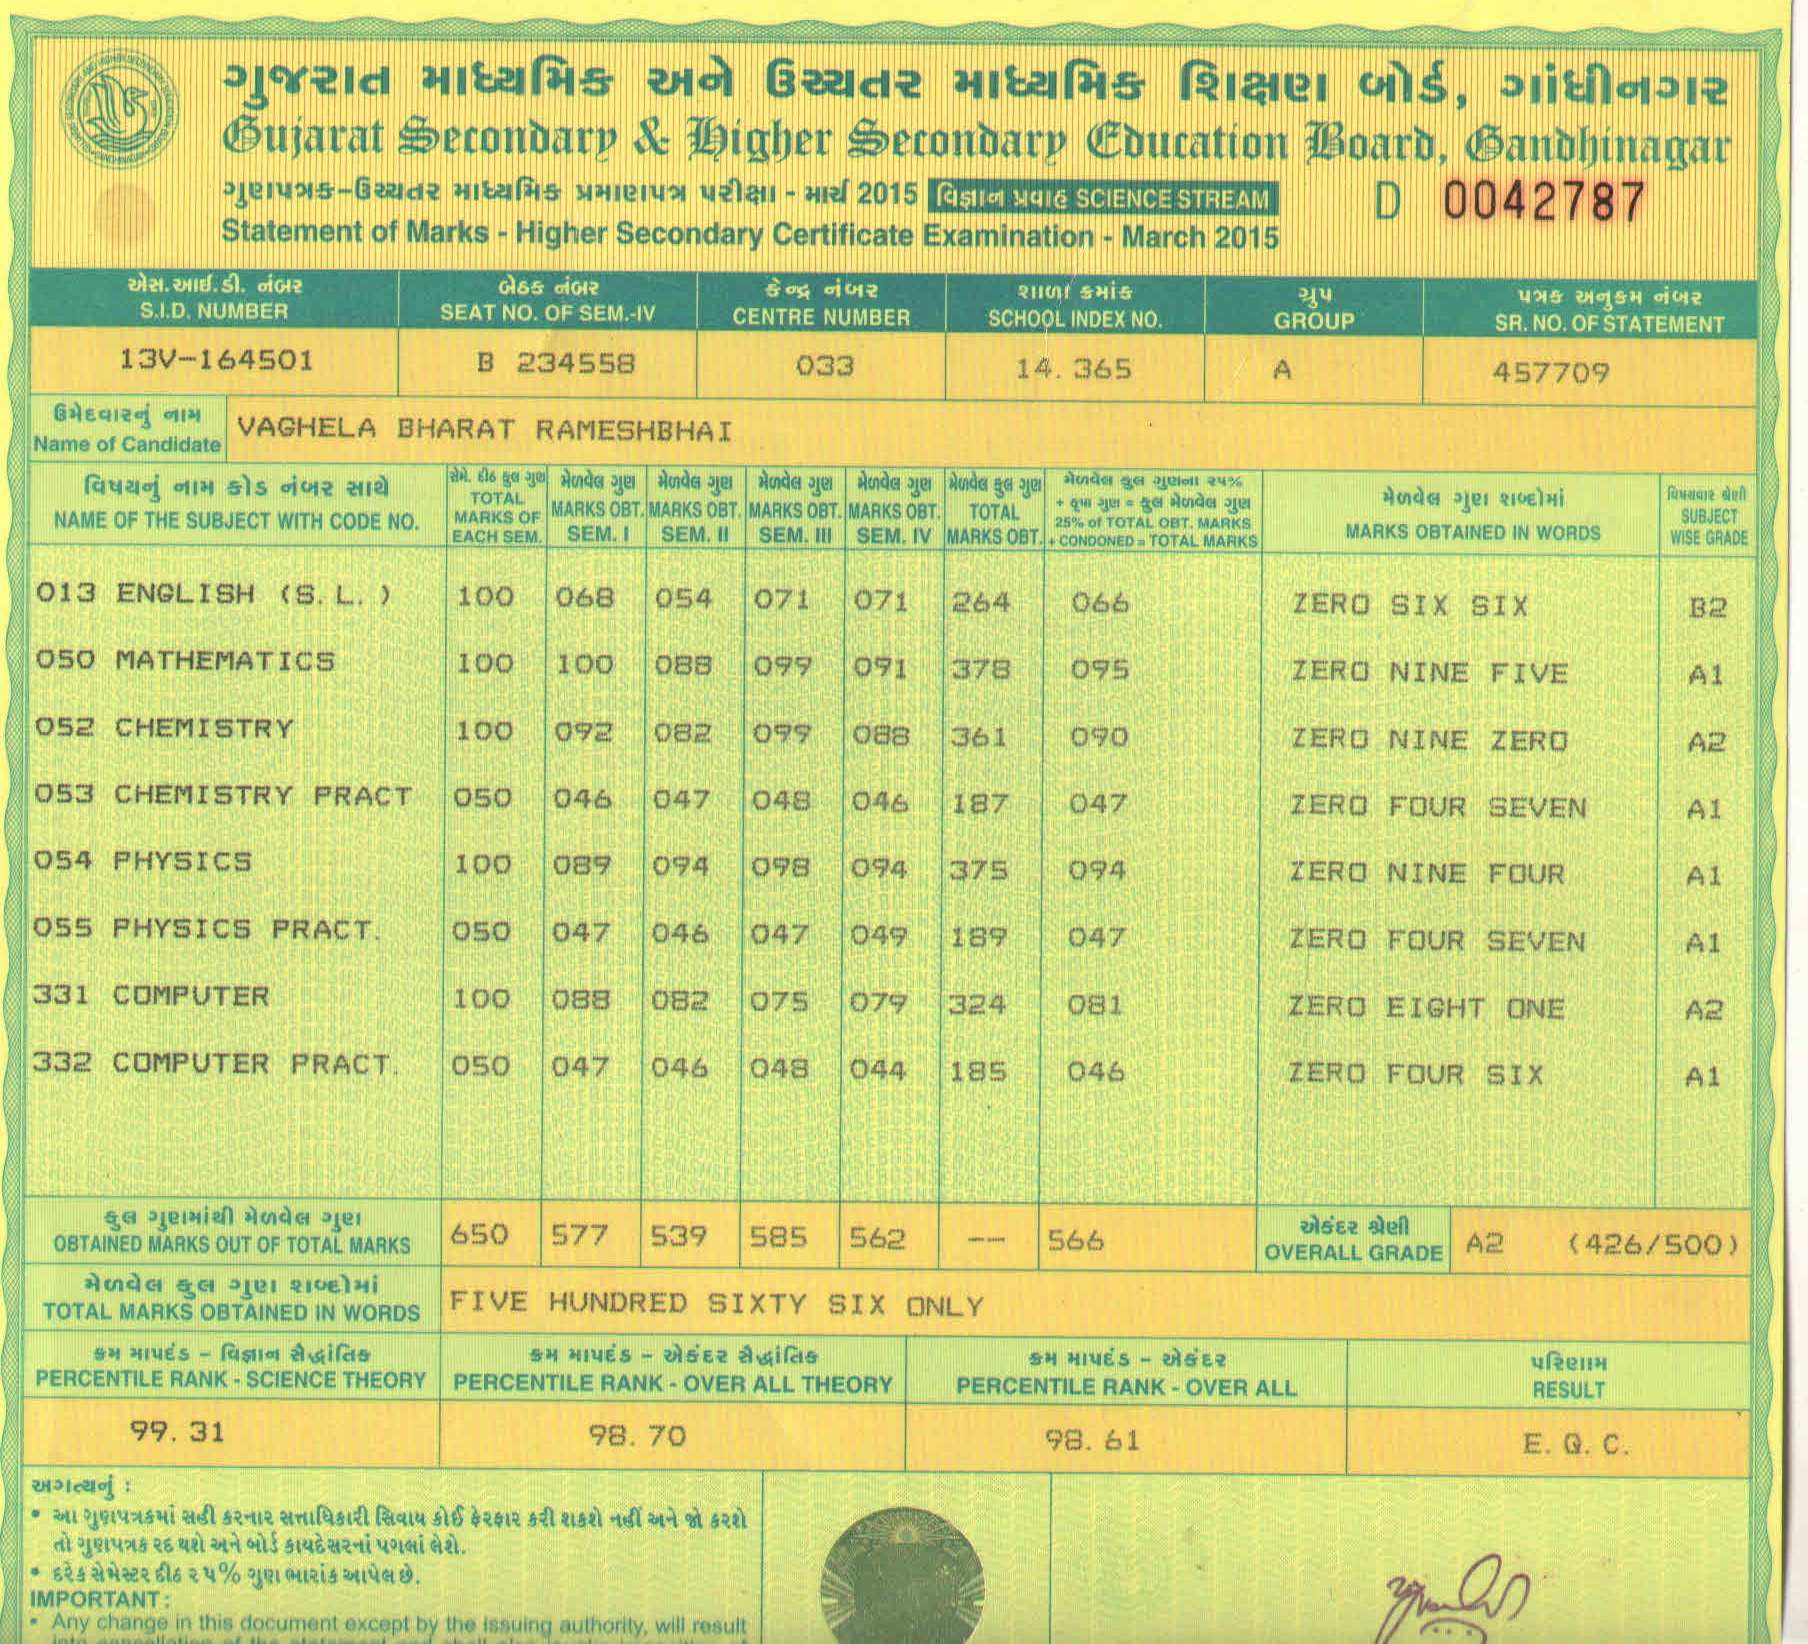 ગુજરાત માધ્યમિક અને ઉચ્ચતર માધ્યમિક શિક્ષણ બોર્ડ, ગાંધીનગર
Gujarat Secondary & Higher Secondary Education Board, Gandhinagar
ગુણપત્રક-ઉચ્ચતર માધ્યમિક પ્રમાણપત્ર પરીક્ષા - માર્ચ 2015 વિજ્ઞાન પ્રવાહ SCIENCE STREAM D 0042787
Statement of Marks - Higher Secondary Certificate Examination - March 2015
એસ.આઈ.ડી. નંબર બેઠક નંબર કેન્દ્ર નંબર શાળા ક્રમાંક ગ્રુપ પત્રક અનુક્રમ નંબર
S.I.D. NUMBER SEAT NO. OF SEM.-IV CENTRE NUMBER SCHOOL INDEX NO. GROUP SR. NO. OF STATEMENT
13V-164501 B 234558 033 14.365 A 457709
ઉમેદવારનું નામ
Name of Candidate VAGHELA BHARAT RAMESHBHAI
વિષયનું નામ કોડ નંબર સાથે
NAME OF THE SUBJECT WITH CODE NO.
સેમે. દીઠ કુલ ગુણ
TOTAL
MARKS OF
EACH SEM.
મેળવેલ ગુણ
MARKS OBT.
SEM. I
મેળવેલ ગુણ
MARKS OBT.
SEM. II
મેળવેલ ગુણ
MARKS OBT.
SEM. III
મેળવેલ ગુણ
MARKS OBT.
SEM. IV
મેળવેલ કુલ ગુણ
TOTAL
MARKS OBT.
મેળવેલ કુલ ગુણના ૨૫%
+ કૃપા ગુણ = કુલ મેળવેલ ગુણ
25% of TOTAL OBT. MARKS
+ CONDONED = TOTAL MARKS
મેળવેલ ગુણ શબ્દોમાં
MARKS OBTAINED IN WORDS
વિષયવાર શ્રેણી
SUBJECT
WISE GRADE
013 ENGLISH (S.L.) 100 068 054 071 071 264 066 ZERO SIX SIX B2
050 MATHEMATICS 100 100 088 099 091 378 095 ZERO NINE FIVE A1
052 CHEMISTRY 100 092 082 099 088 361 090 ZERO NINE ZERO A2
053 CHEMISTRY PRACT 050 046 047 048 046 187 047 ZERO FOUR SEVEN A1
054 PHYSICS 100 089 094 098 094 375 094 ZERO NINE FOUR A1
055 PHYSICS PRACT. 050 047 046 047 049 189 047 ZERO FOUR SEVEN A1
331 COMPUTER 100 088 082 075 079 324 081 ZERO EIGHT ONE A2
332 COMPUTER PRACT. 050 047 046 048 044 185 046 ZERO FOUR SIX A1
કુલ ગુણમાંથી મેળવેલ ગુણ
OBTAINED MARKS OUT OF TOTAL MARKS 650 577 539 585 562 -- 566
એકંદર શ્રેણી
OVERALL GRADE A2 (426/500)
મેળવેલ કુલ ગુણ શબ્દોમાં
TOTAL MARKS OBTAINED IN WORDS FIVE HUNDRED SIXTY SIX ONLY
ક્રમ માપદંડ - વિજ્ઞાન સૈદ્ધાંતિક ક્રમ માપદંડ - એકંદર સૈદ્ધાંતિક ક્રમ માપદંડ - એકંદર પરિણામ
PERCENTILE RANK - SCIENCE THEORY PERCENTILE RANK - OVER ALL THEORY PERCENTILE RANK - OVER ALL RESULT
99.31 98.70 98.61 E.Q.C.
અગત્યનું :
• આ ગુણપત્રકમાં સહી કરનાર સત્તાધિકારી સિવાય કોઈ ફેરફાર કરી શકશે નહીં અને જો કરશે
તો ગુણપત્રક રદ થશે અને બોર્ડ કાયદેસરનાં પગલાં લેશે.
• દરેક સેમેસ્ટર દીઠ ૨૫% ગુણ ભારાંક આપેલ છે.
IMPORTANT:
• Any change in this document except by the issuing authority, will result